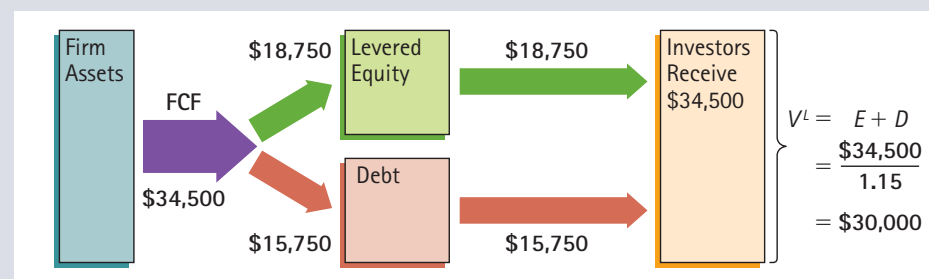 Firm
Assets
FCF
$34,500
$18,750
$15,750
Levered
Equity
Debt
$18,750
$15,750
Investors
Receive
$34,500
V^L = E + D
= $34,500
1.15
= $30,000